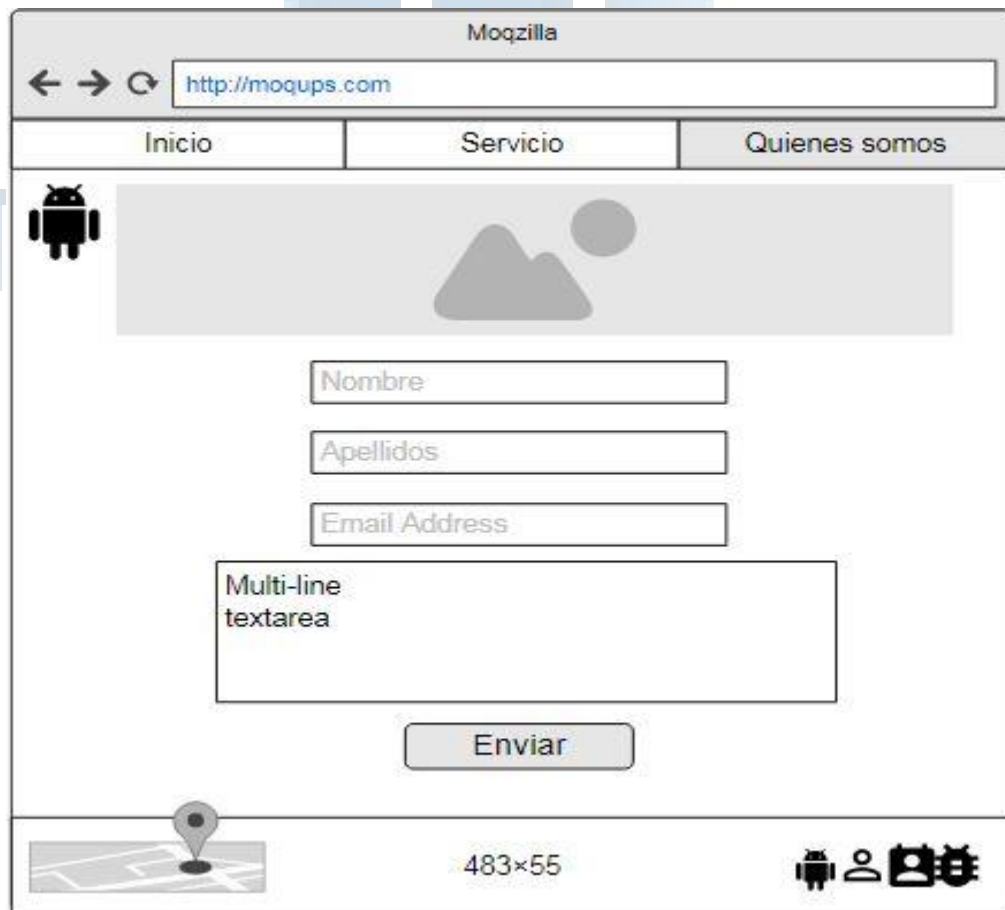 Moqzilla
http://moqups.com
Inicio Servicio Quienes somos
Nombre
Apellidos
Email Address
Multi-line
textarea
Enviar
483×55